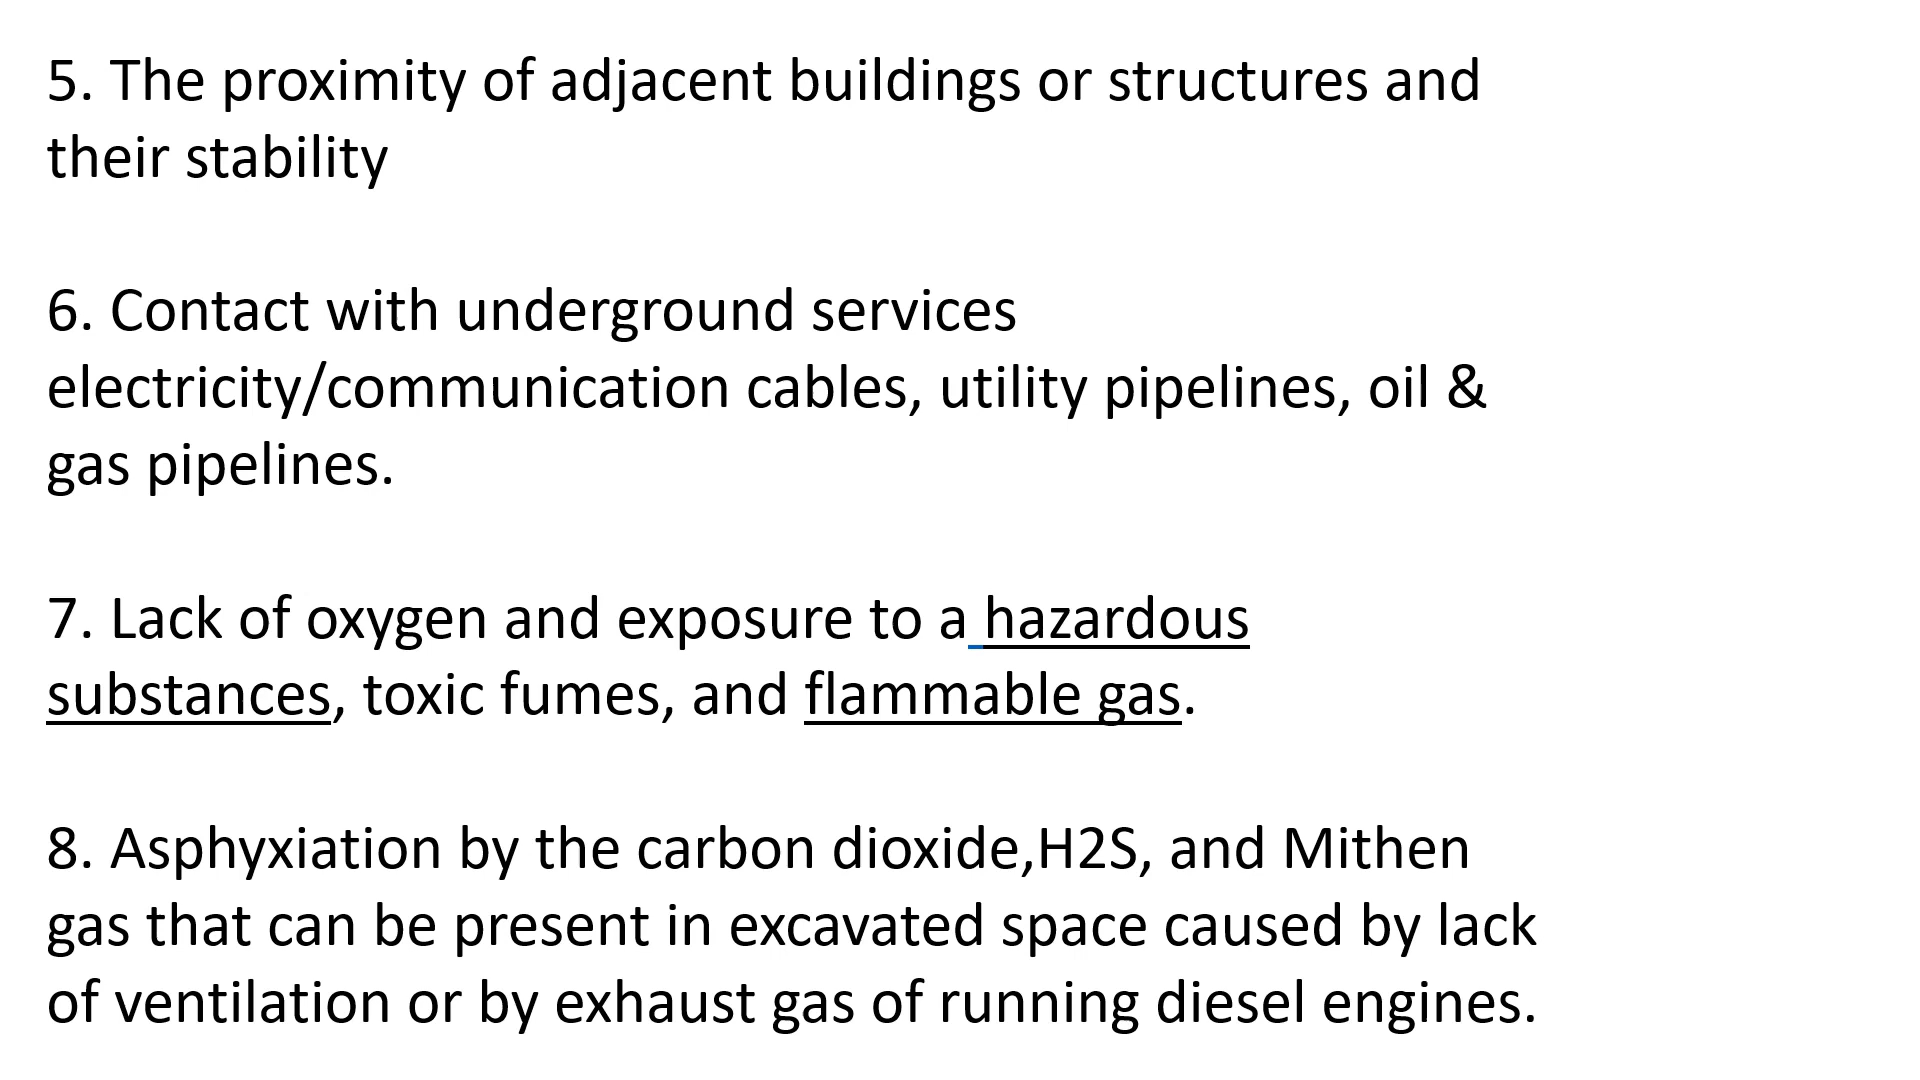 5. The proximity of adjacent buildings or structures and
their stability
6. Contact with underground services
electricity/communication cables, utility pipelines, oil &
gas pipelines.
7. Lack of oxygen and exposure to a hazardous
substances, toxic fumes, and flammable gas.
8. Asphyxiation by the carbon dioxide,H2S, and Mithen
gas that can be present in excavated space caused by lack
of ventilation or by exhaust gas of running diesel engines.